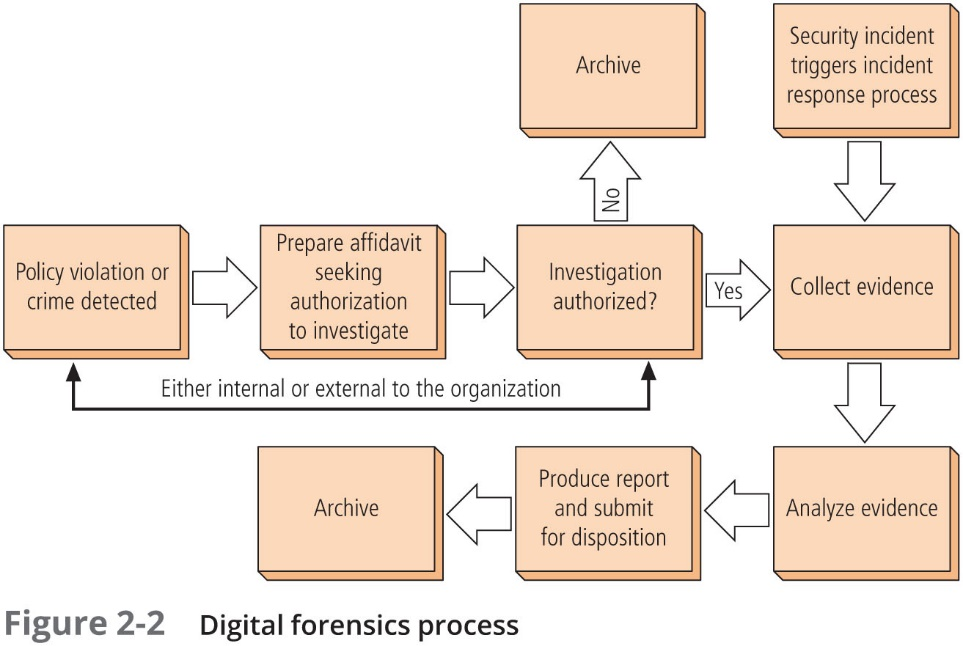 Archive
Security incident
triggers incident
response process
No
Policy violation or
crime detected
Prepare affidavit
seeking
authorization
to investigate
Investigation
authorized?
Yes
Collect evidence
Either internal or external to the organization
Archive
Produce report
and submit
for disposition
Analyze evidence
Figure 2-2 Digital forensics process